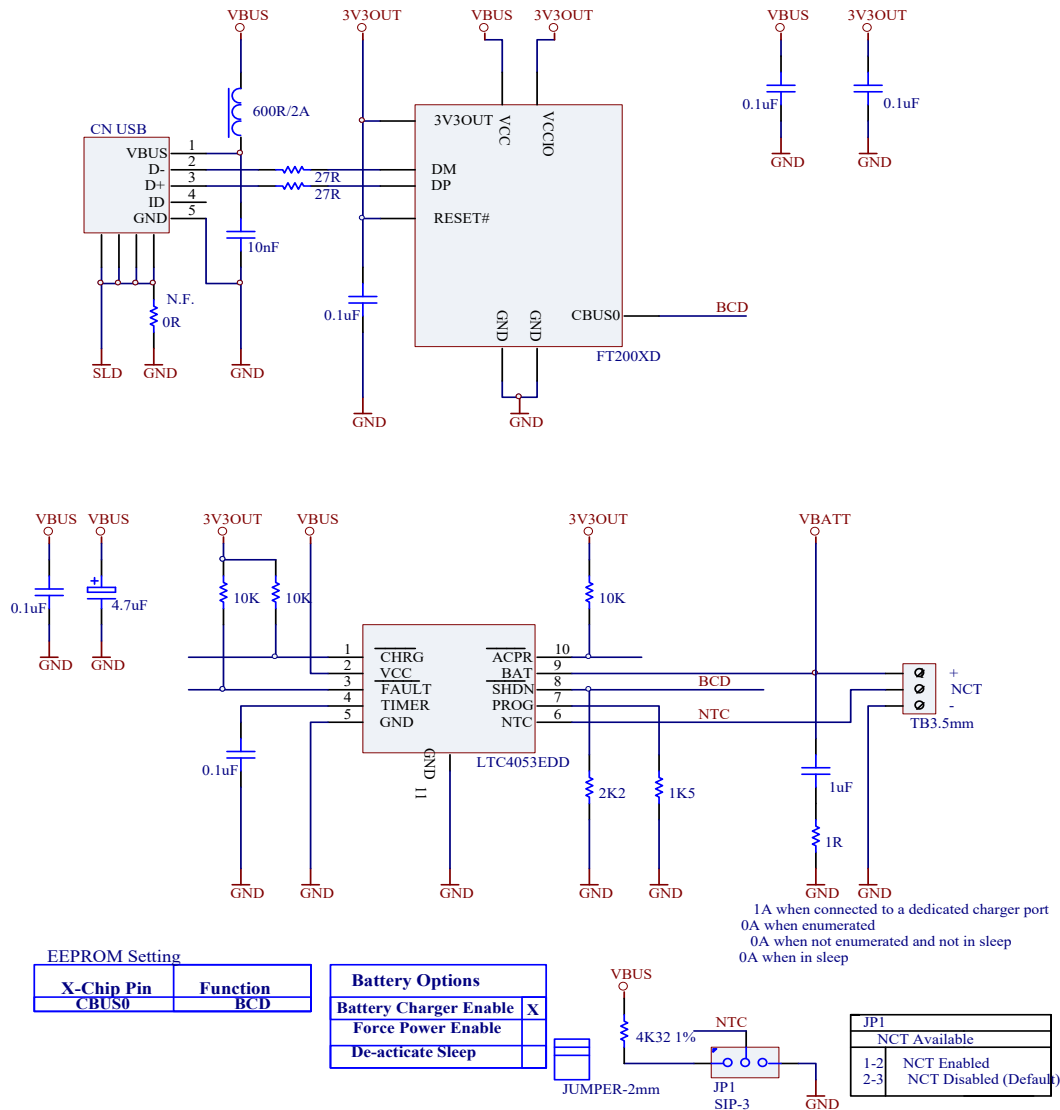 VBUS
3V3OUT
VBUS
3V3OUT
VBUS
3V3OUT
600R/2A
0.1uF
0.1uF
GND
GND
CN USB
VBUS 1
D- 2
D+ 3
ID 4
GND 5
27R
27R
10nF
N.F.
0R
SLD
GND
GND
0.1uF
GND
3V3OUT
VCC
VCCIO
DM
DP
RESET#
CBUS0
BCD
GND
GND
FT200XD
GND
VBUS
VBUS
3V3OUT
VBUS
3V3OUT
VBATT
0.1uF
+
4.7uF
GND
GND
10K
10K
10K
1 CHRG
2 VCC
3 FAULT
4 TIMER
5 GND
ACPR 10
BAT 9
SHDN 8
PROG 7
NTC 6
GND 11
LTC4053EDD
BCD
NTC
+
NCT
-
TB3.5mm
0.1uF
2K2
1K5
1uF
1R
GND
GND
GND
GND
GND
GND
GND
1A when connected to a dedicated charger port
0A when enumerated
0A when not enumerated and not in sleep
0A when in sleep
EEPROM Setting
X-Chip Pin Function
CBUS0 BCD
Battery Options
Battery Charger Enable X
Force Power Enable
De-acticate Sleep
JUMPER-2mm
VBUS
4K32 1%
NTC
JP1
SIP-3
GND
JP1
NCT Available
1-2 NCT Enabled
2-3 NCT Disabled (Default)